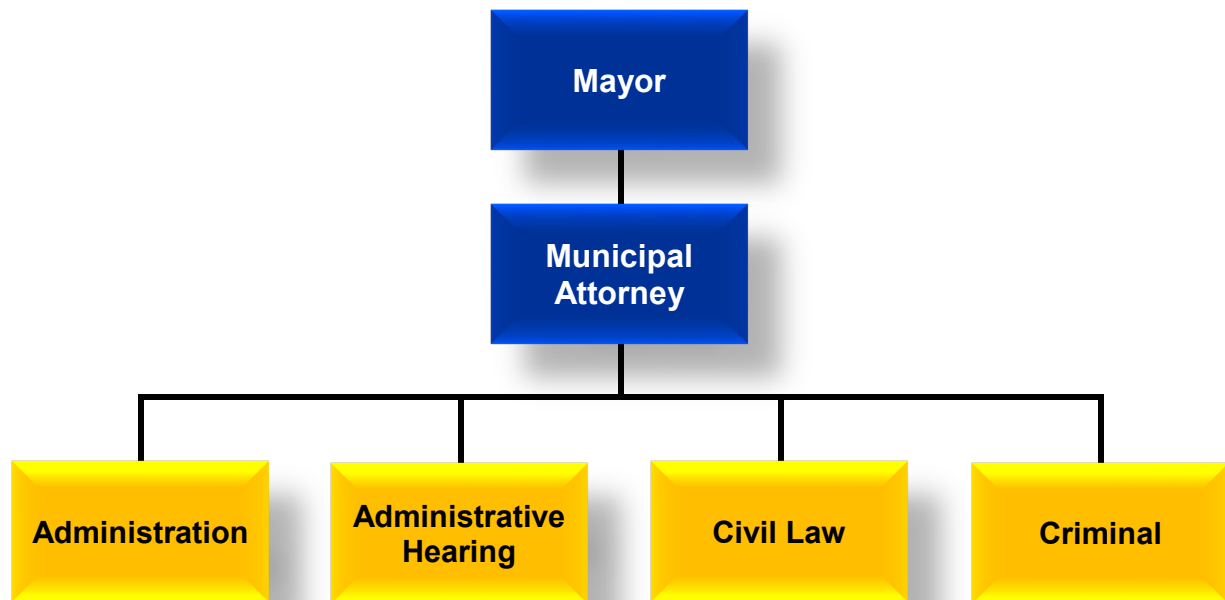 Mayor
Municipal
Attorney
Administration
Administrative
Hearing
Civil Law
Criminal